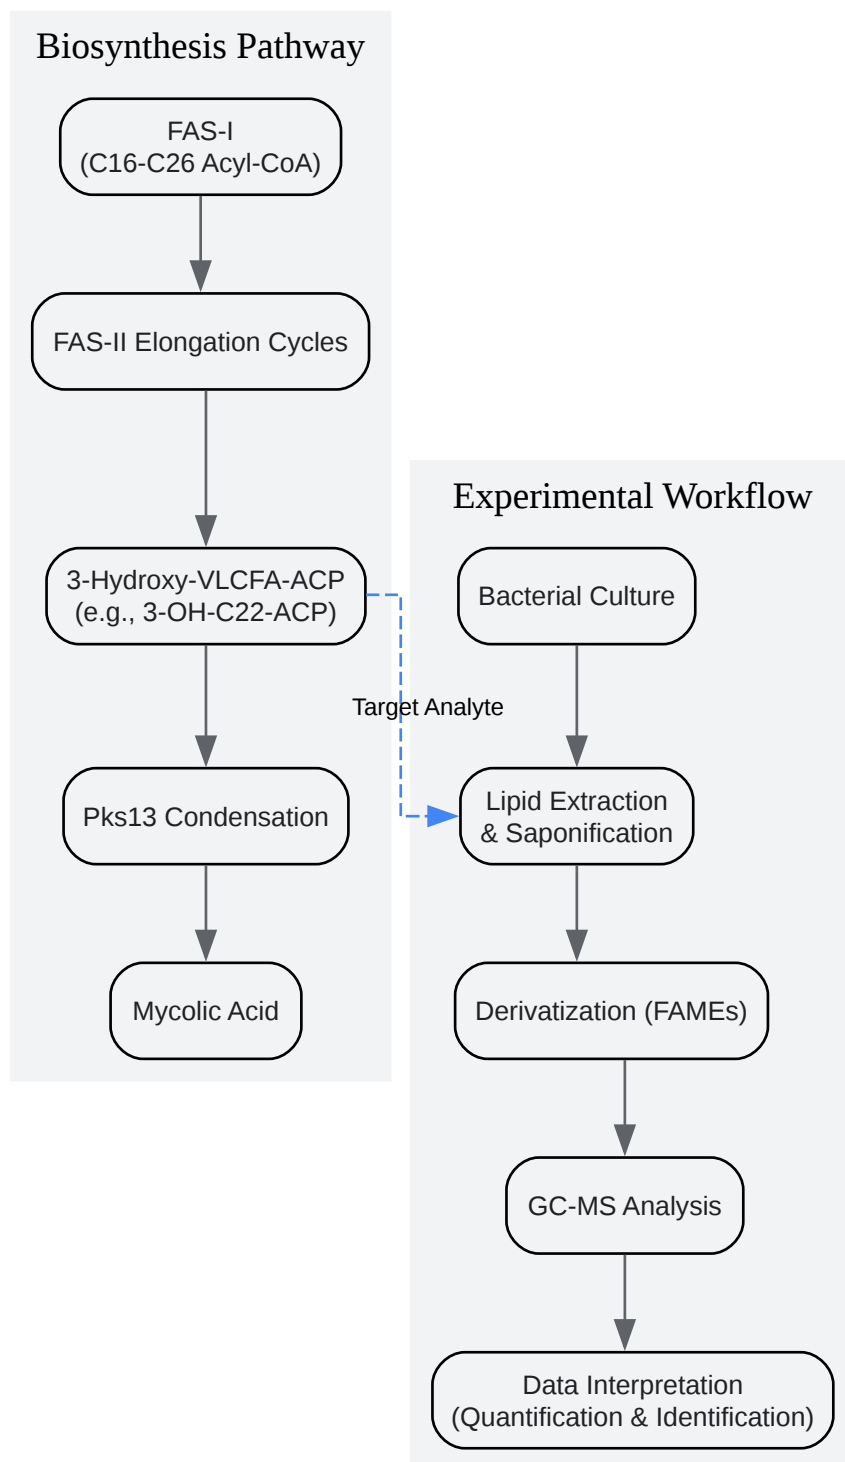 Biosynthesis Pathway
FAS-I
(C16-C26 Acyl-CoA)
FAS-II Elongation Cycles
3-Hydroxy-VLCFA-ACP
(e.g., 3-OH-C22-ACP)
Pks13 Condensation
Mycolic Acid
Target Analyte
Experimental Workflow
Bacterial Culture
Lipid Extraction
& Saponification
Derivatization (FAMEs)
GC-MS Analysis
Data Interpretation
(Quantification & Identification)